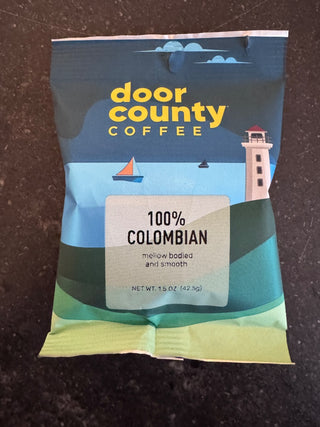 door
county
COFFEE
100%
COLOMBIAN
mellow bodied
and smooth
NET WT. 1.5 OZ (42.5g)